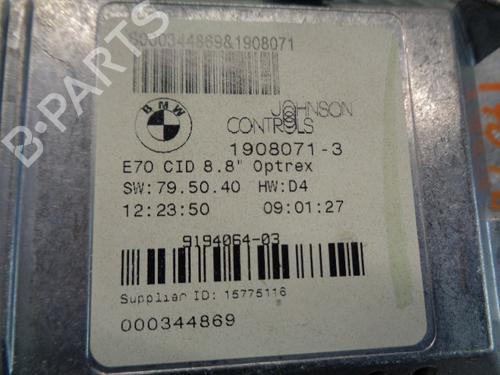 S000344869&1908071
BMW
JOHNSON
CONTROLS
1908071-3
E70 CID 8.8" Optrex
SW:79.50.40 HW:D4
12:23:50 09:01:27
9194064-03
Supplier ID: 15775116
000344869
B-PARTS